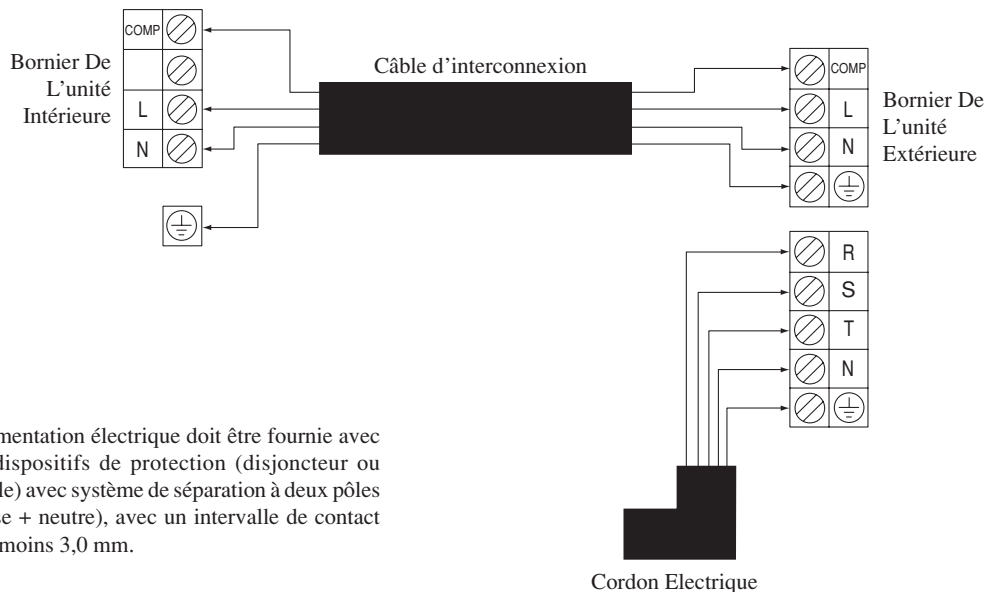 COMP
Bornier De
L'unité
Intérieure
L
N
Câble d'interconnexion
COMP
L
N
Bornier De
L'unité
Extérieure
R
S
T
N
électrique doit être fournie avec
dispositifs de protection (disjoncteur ou
avec système de séparation à deux pôles
+ neutre), avec un intervalle de contact
moins 3,0 mm.
Cordon Electrique